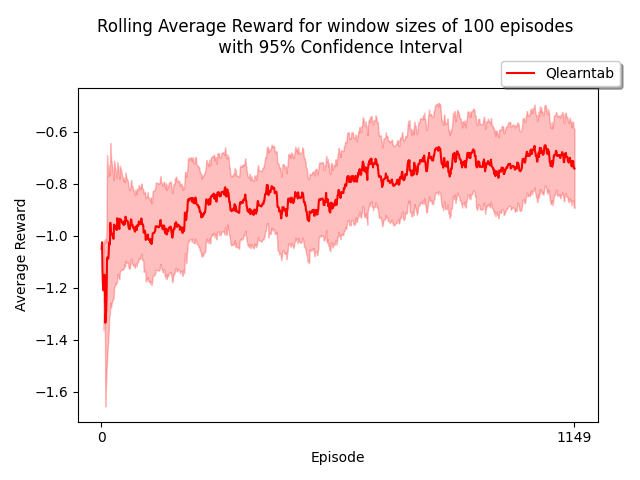 Rolling Average Reward for window sizes of 100 episodes
with 95% Confidence Interval
Qlearntab
Average Reward
−0.6
−0.8
−1.0
−1.2
−1.4
−1.6
0
1149
Episode